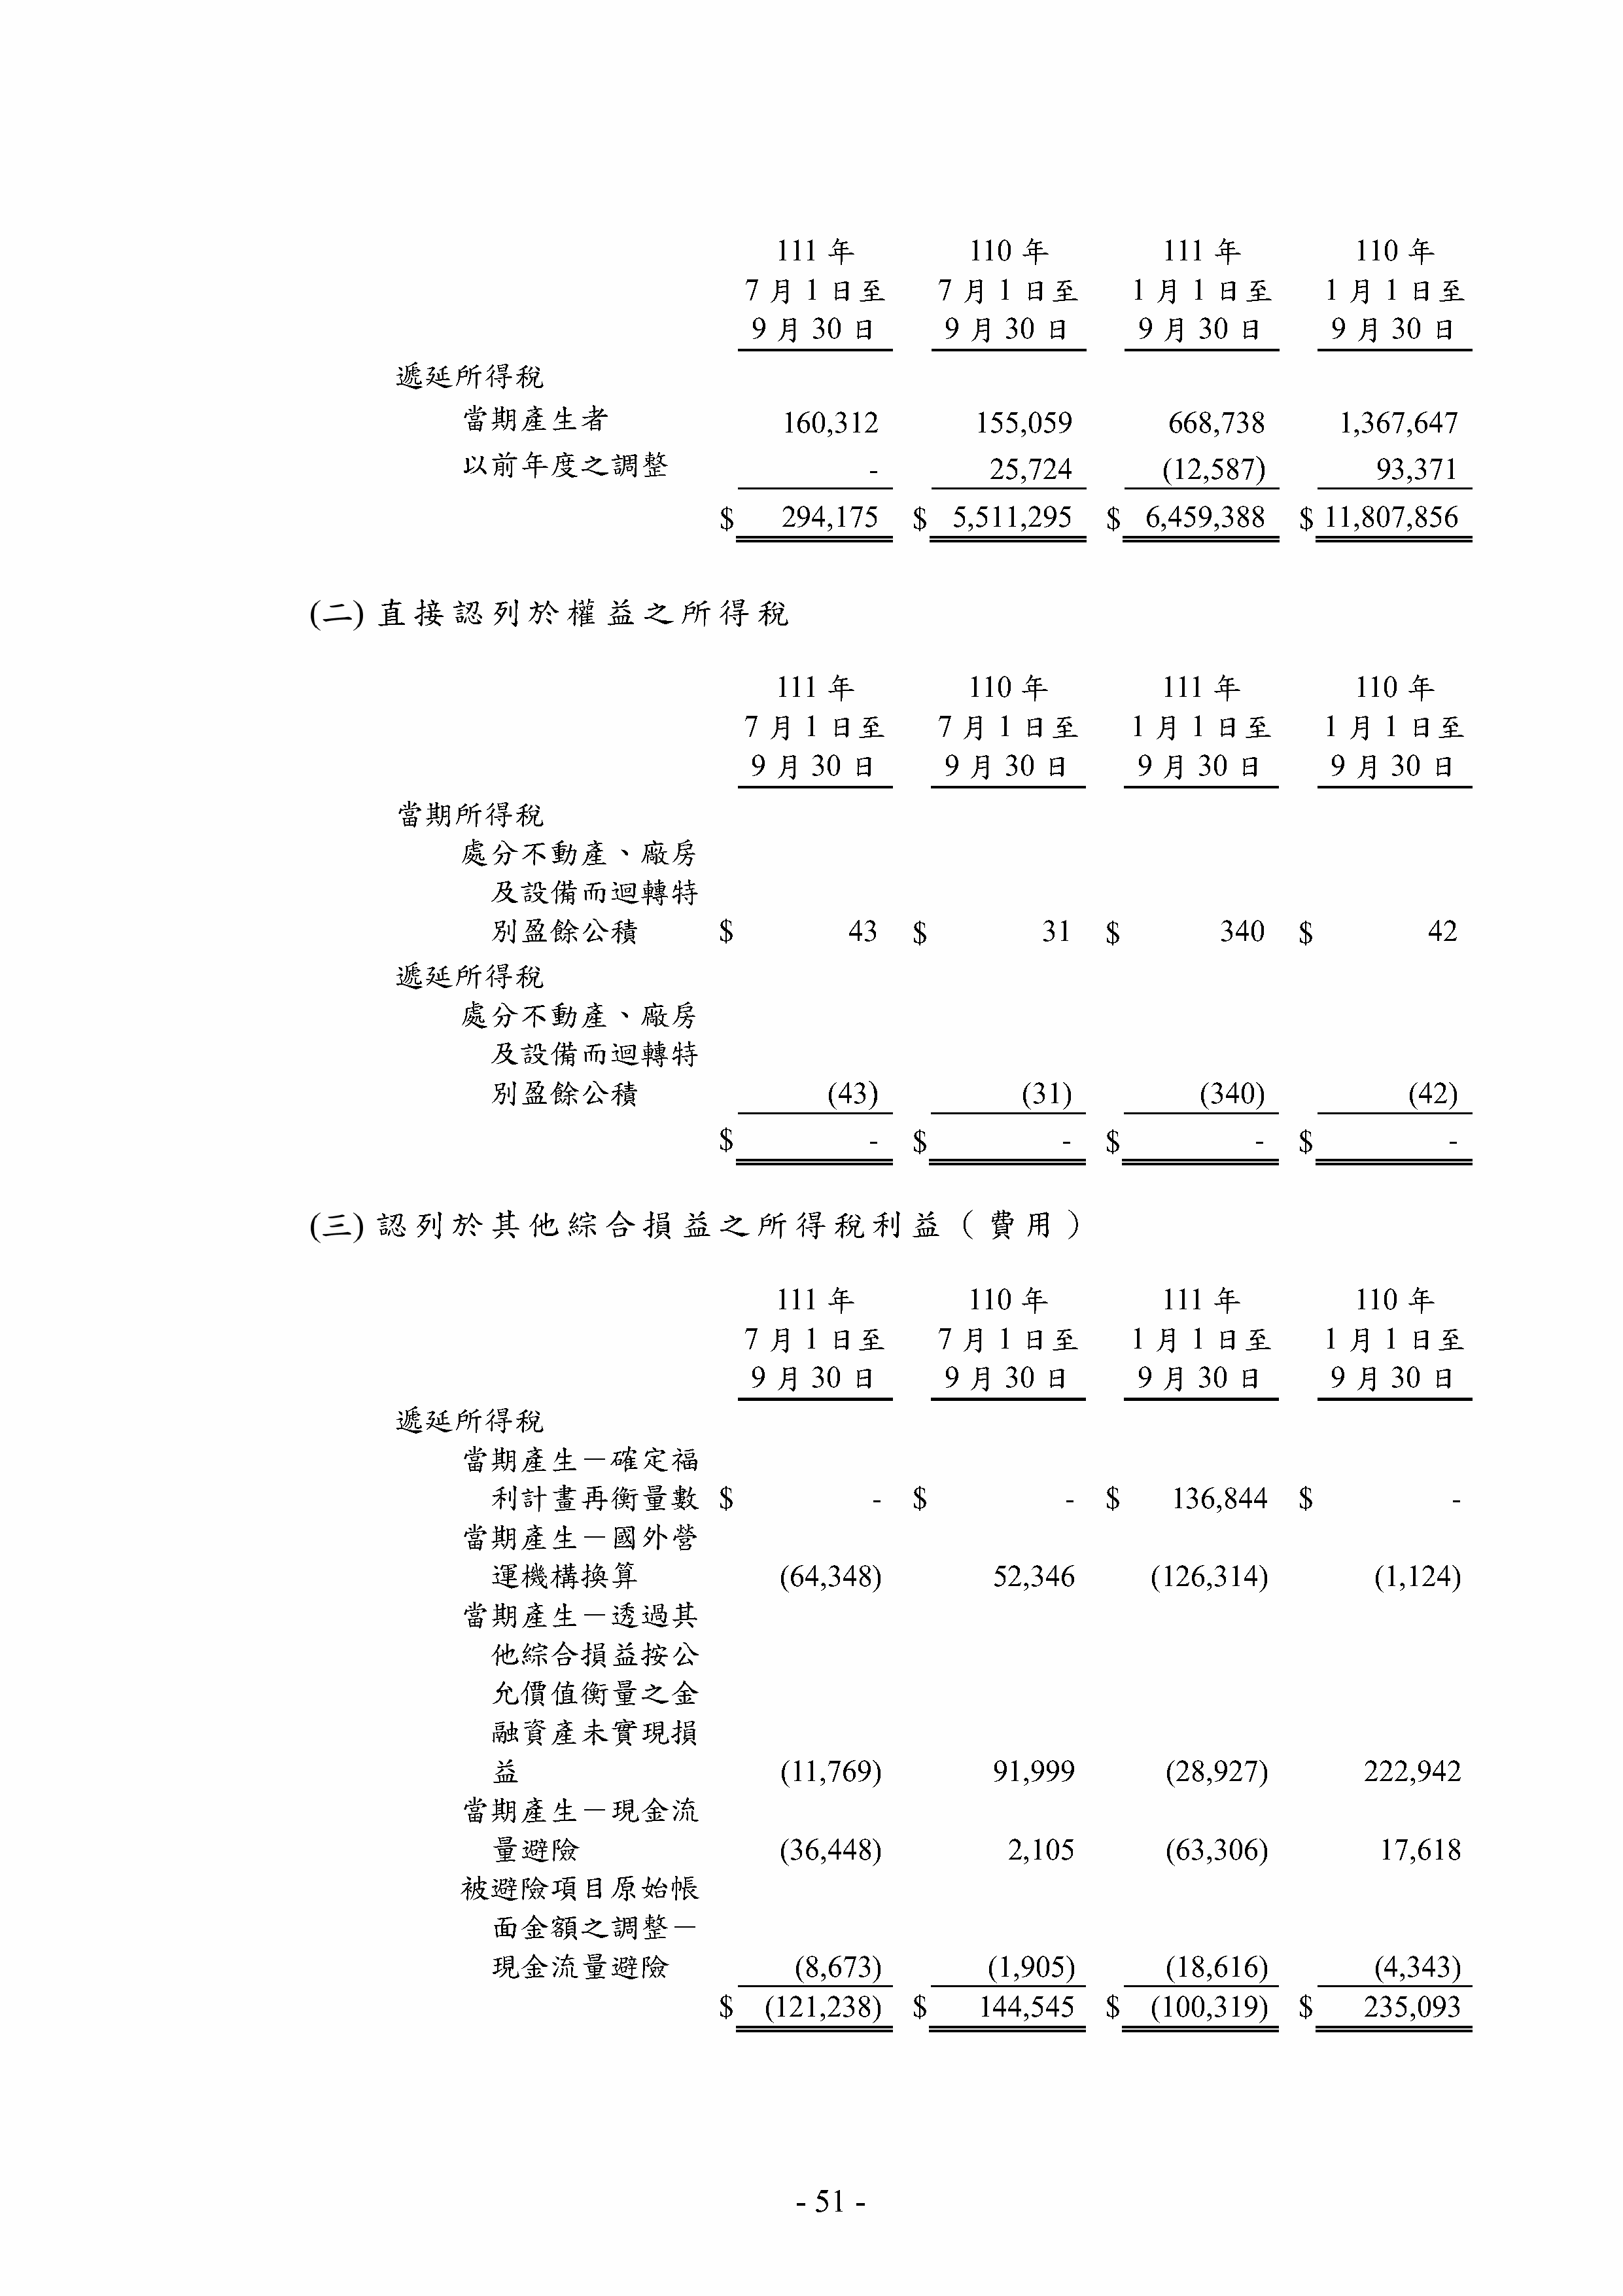 111 年 110 年 111 年 110 年
7 月 1 日至 7 月 1 日至 1 月 1 日至 1 月 1 日至
9 月 30 日 9 月 30 日 9 月 30 日 9 月 30 日
遞延所得稅
當期產生者 160,312 155,059 668,738 1,367,647
以前年度之調整 - 25,724 (12,587) 93,371
$ 294,175 $ 5,511,295 $ 6,459,388 $ 11,807,856
(二) 直接認列於權益之所得稅
111 年 110 年 111 年 110 年
7 月 1 日至 7 月 1 日至 1 月 1 日至 1 月 1 日至
9 月 30 日 9 月 30 日 9 月 30 日 9 月 30 日
當期所得稅
處分不動產、廠房
及設備而迴轉特
別盈餘公積 $ 43 $ 31 $ 340 $ 42
遞延所得稅
處分不動產、廠房
及設備而迴轉特
別盈餘公積 (43) (31) (340) (42)
$ - $ - $ - $ -
(三) 認列於其他綜合損益之所得稅利益（費用）
111 年 110 年 111 年 110 年
7 月 1 日至 7 月 1 日至 1 月 1 日至 1 月 1 日至
9 月 30 日 9 月 30 日 9 月 30 日 9 月 30 日
遞延所得稅
當期產生－確定福
利計畫再衡量數 $ - $ - $ 136,844 $ -
當期產生－國外營
運機構換算 (64,348) 52,346 (126,314) (1,124)
當期產生－透過其
他綜合損益按公
允價值衡量之金
融資產未實現損
益 (11,769) 91,999 (28,927) 222,942
當期產生－現金流
量避險 (36,448) 2,105 (63,306) 17,618
被避險項目原始帳
面金額之調整－
現金流量避險 (8,673) (1,905) (18,616) (4,343)
$ (121,238) $ 144,545 $ (100,319) $ 235,093
- 51 -